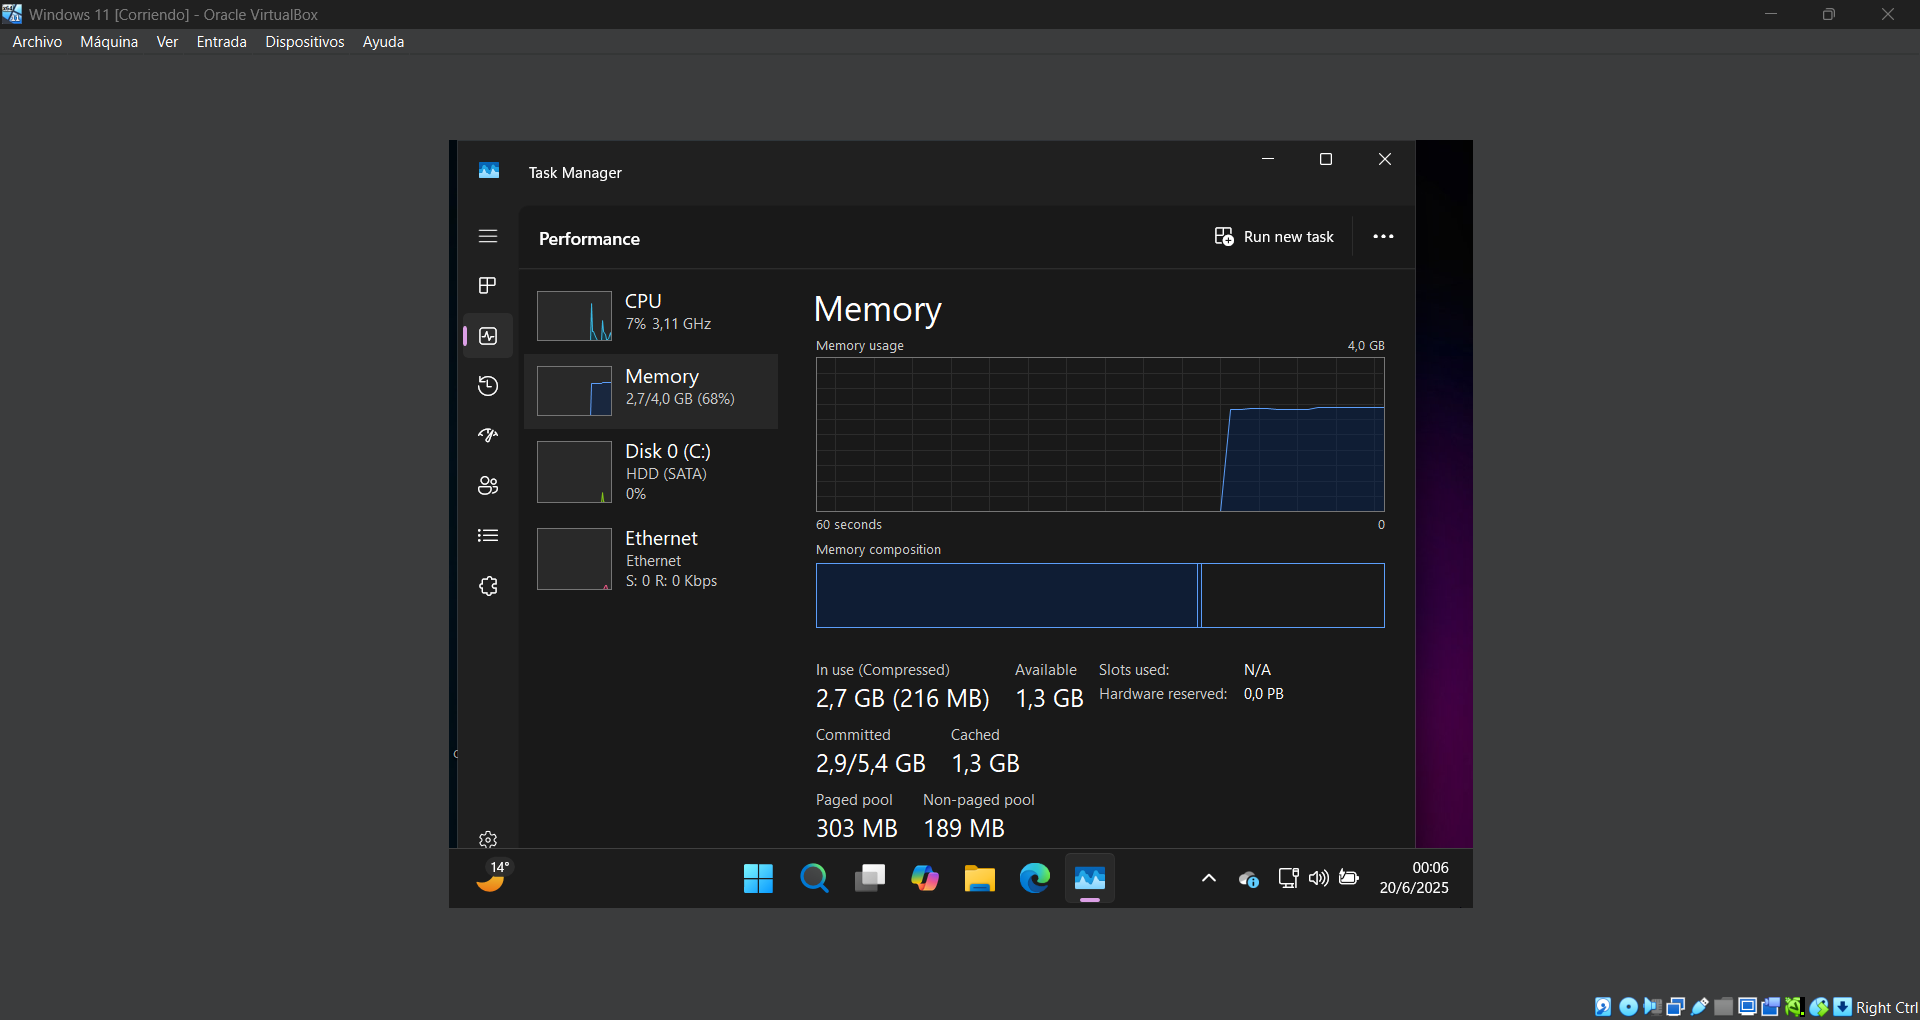 Windows 11 [Corriendo] - Oracle VirtualBox
Archivo Máquina Ver Entrada Dispositivos Ayuda
Task Manager
Performance
Run new task
CPU
7% 3,11 GHz
Memory
2,7/4,0 GB (68%)
Disk 0 (C:)
HDD (SATA)
0%
Ethernet
Ethernet
S: 0 R: 0 Kbps
Memory
Memory usage 4,0 GB
60 seconds 0
Memory composition
In use (Compressed) Available Slots used: N/A
2,7 GB (216 MB) 1,3 GB Hardware reserved: 0,0 PB
Committed Cached
2,9/5,4 GB 1,3 GB
Paged pool Non-paged pool
303 MB 189 MB
14°
00:06
20/6/2025
Right Ctrl